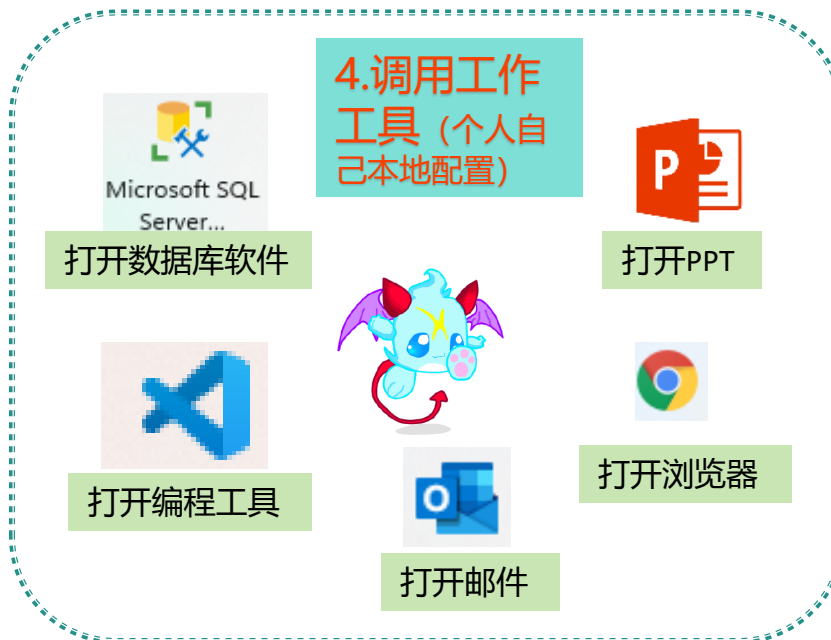 4.调用工作
工具（个人自
己本地配置）
Microsoft SQL
Server...
打开数据库软件
P
打开PPT
打开编程工具
打开浏览器
O
打开邮件